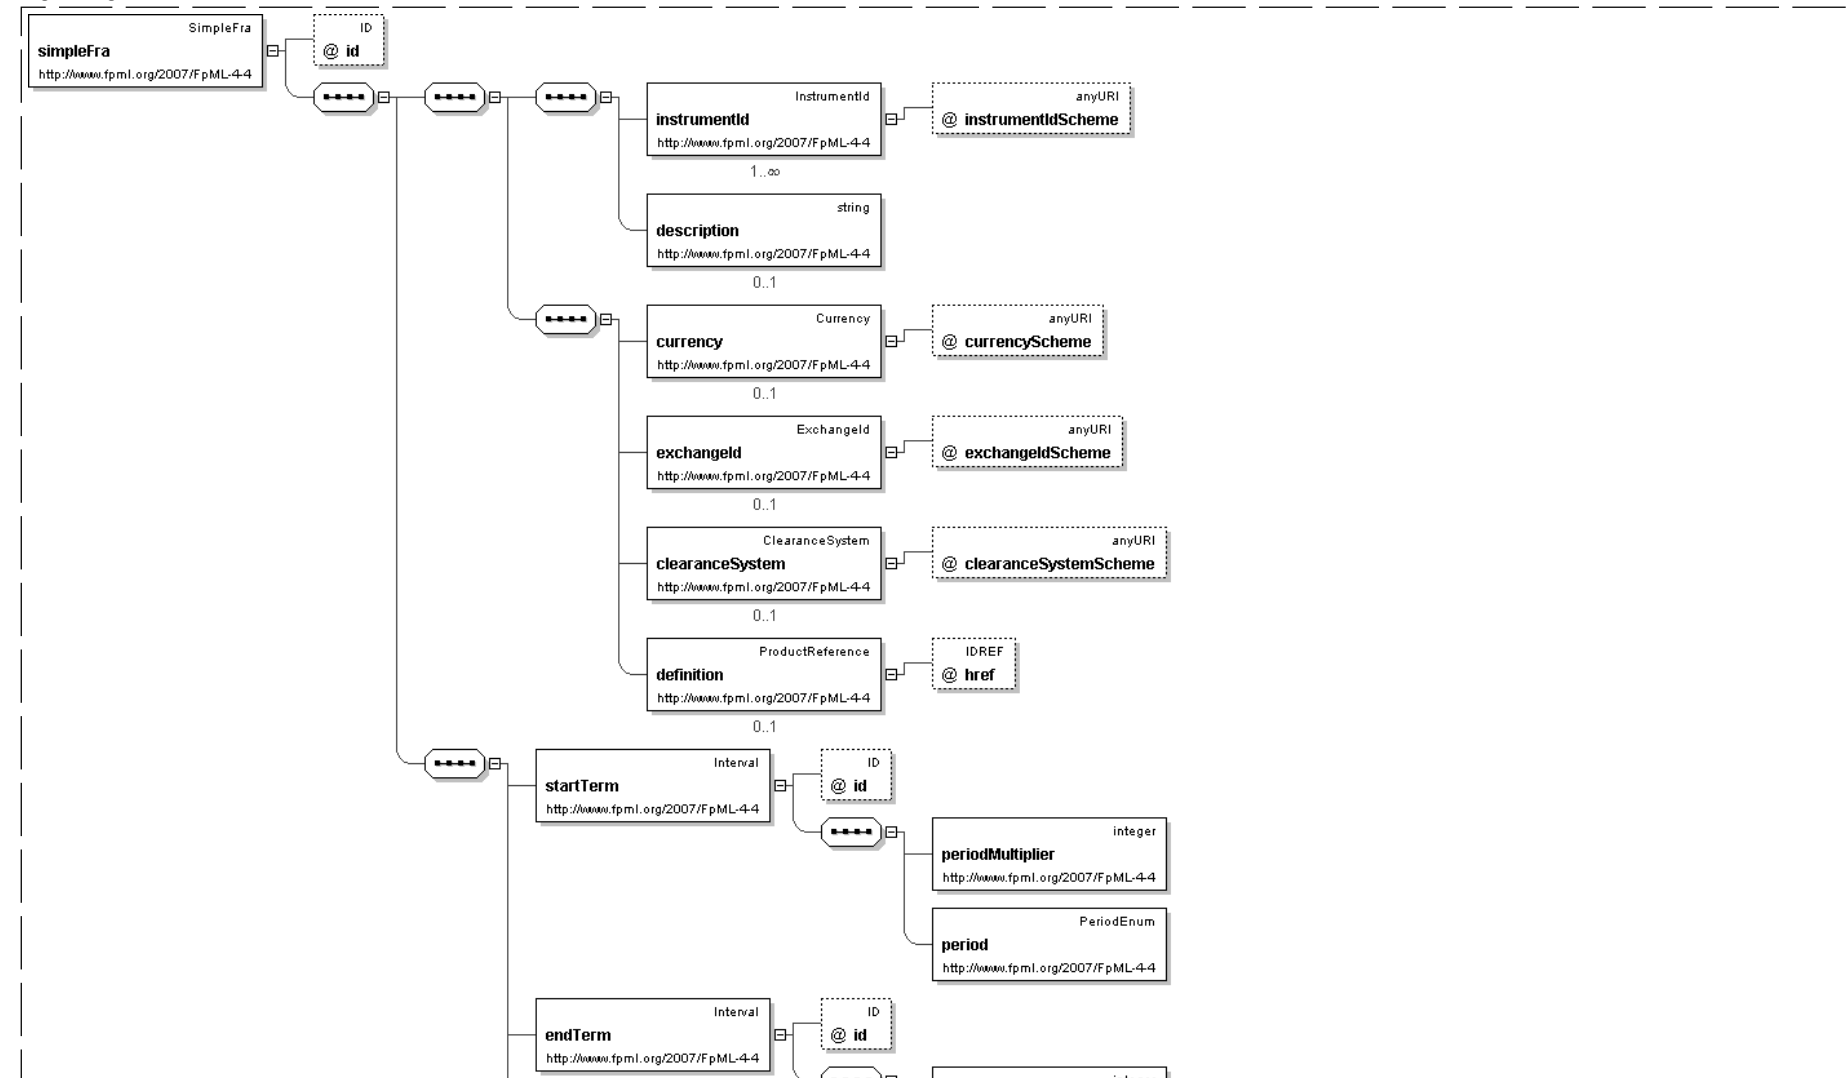 SimpleFra
simpleFra
http://www.fpml.org/2007/FpML-4-4
ID
@ id
InstrumentId
instrumentId
http://www.fpml.org/2007/FpML-4-4
1..∞
anyURI
@ instrumentIdScheme
string
description
http://www.fpml.org/2007/FpML-4-4
0..1
Currency
currency
http://www.fpml.org/2007/FpML-4-4
0..1
anyURI
@ currencyScheme
ExchangeId
exchangeId
http://www.fpml.org/2007/FpML-4-4
0..1
anyURI
@ exchangeIdScheme
ClearanceSystem
clearanceSystem
http://www.fpml.org/2007/FpML-4-4
0..1
anyURI
@ clearanceSystemScheme
ProductReference
definition
http://www.fpml.org/2007/FpML-4-4
0..1
IDREF
@ href
Interval
startTerm
http://www.fpml.org/2007/FpML-4-4
ID
@ id
integer
periodMultiplier
http://www.fpml.org/2007/FpML-4-4
PeriodEnum
period
http://www.fpml.org/2007/FpML-4-4
Interval
endTerm
http://www.fpml.org/2007/FpML-4-4
ID
@ id